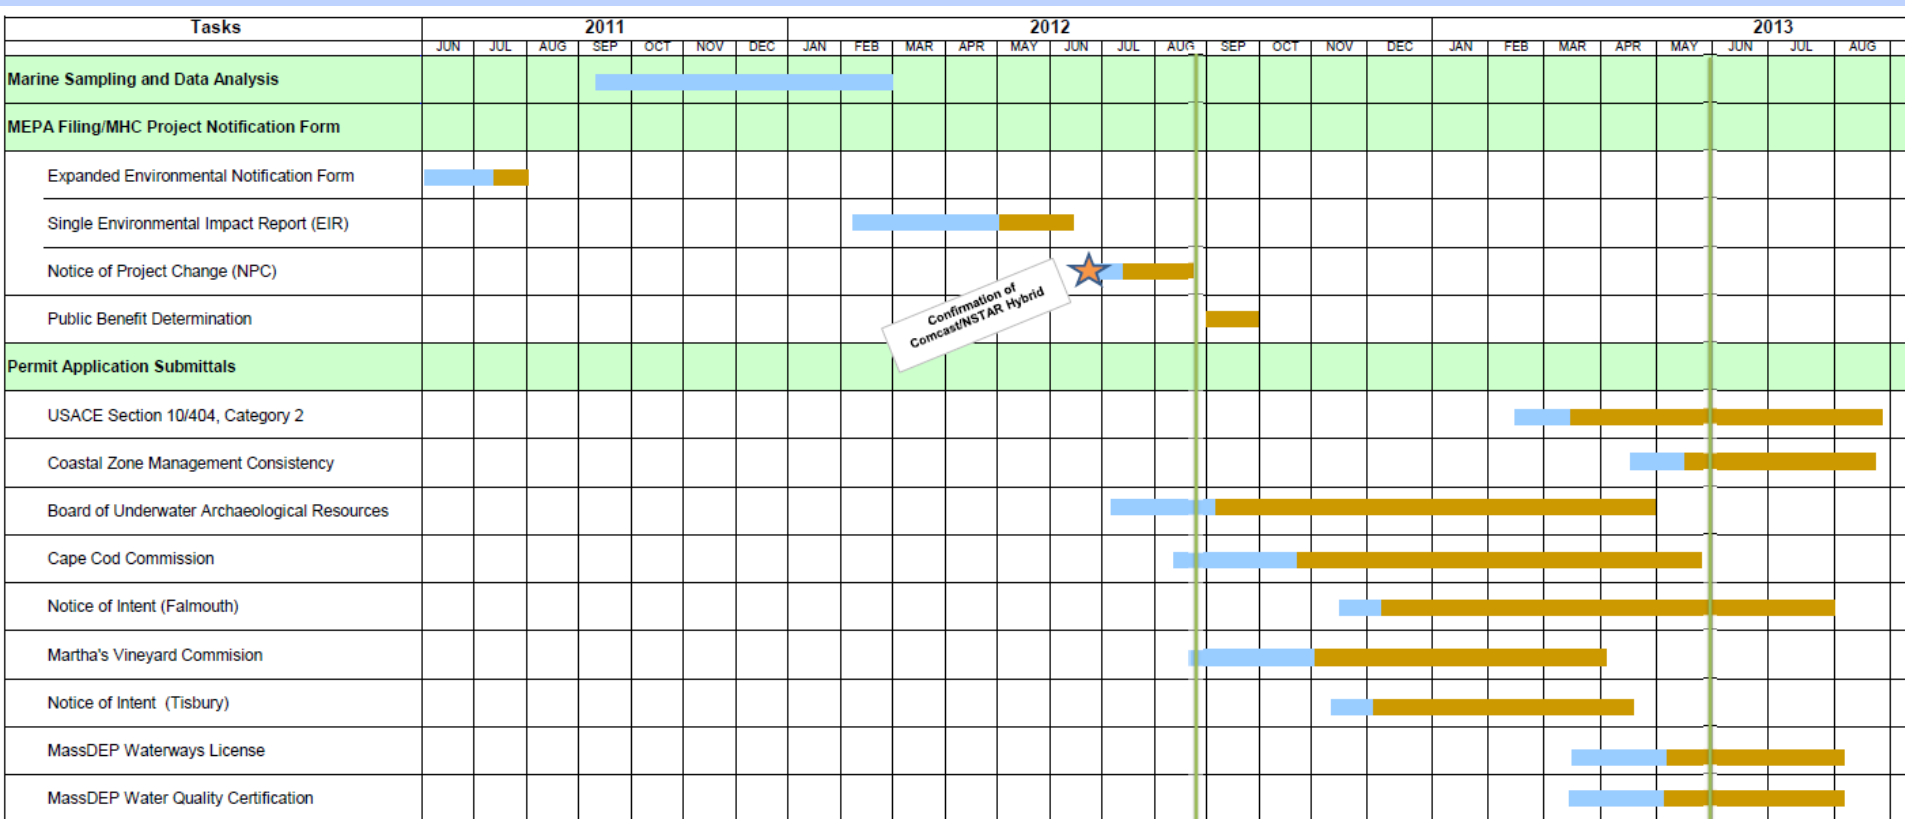 Tasks 2011 2012 2013
JUN JUL AUG SEP OCT NOV DEC JAN FEB MAR APR MAY JUN JUL AUG SEP OCT NOV DEC JAN FEB MAR APR MAY JUN JUL AUG
Marine Sampling and Data Analysis
MEPA Filing/MHC Project Notification Form
Expanded Environmental Notification Form
Single Environmental Impact Report (EIR)
Notice of Project Change (NPC)
Confirmation of
Comcast/NSTAR Hybrid
Public Benefit Determination
Permit Application Submittals
USACE Section 10/404, Category 2
Coastal Zone Management Consistency
Board of Underwater Archaeological Resources
Cape Cod Commission
Notice of Intent (Falmouth)
Martha's Vineyard Commision
Notice of Intent (Tisbury)
MassDEP Waterways License
MassDEP Water Quality Certification